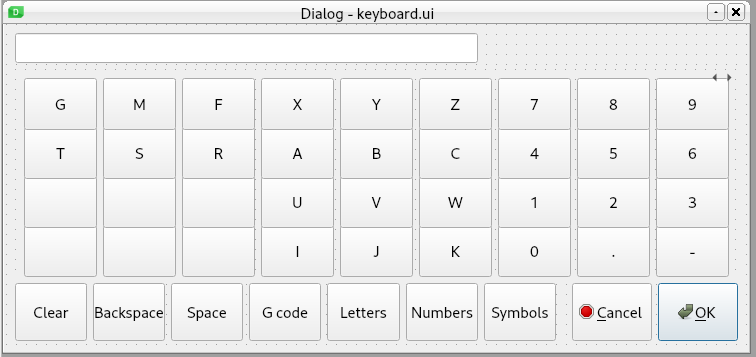 Dialog - keyboard.ui
G M F X Y Z 7 8 9
T S R A B C 4 5 6
U V W 1 2 3
I J K 0 . -
Clear Backspace Space G code Letters Numbers Symbols Cancel OK